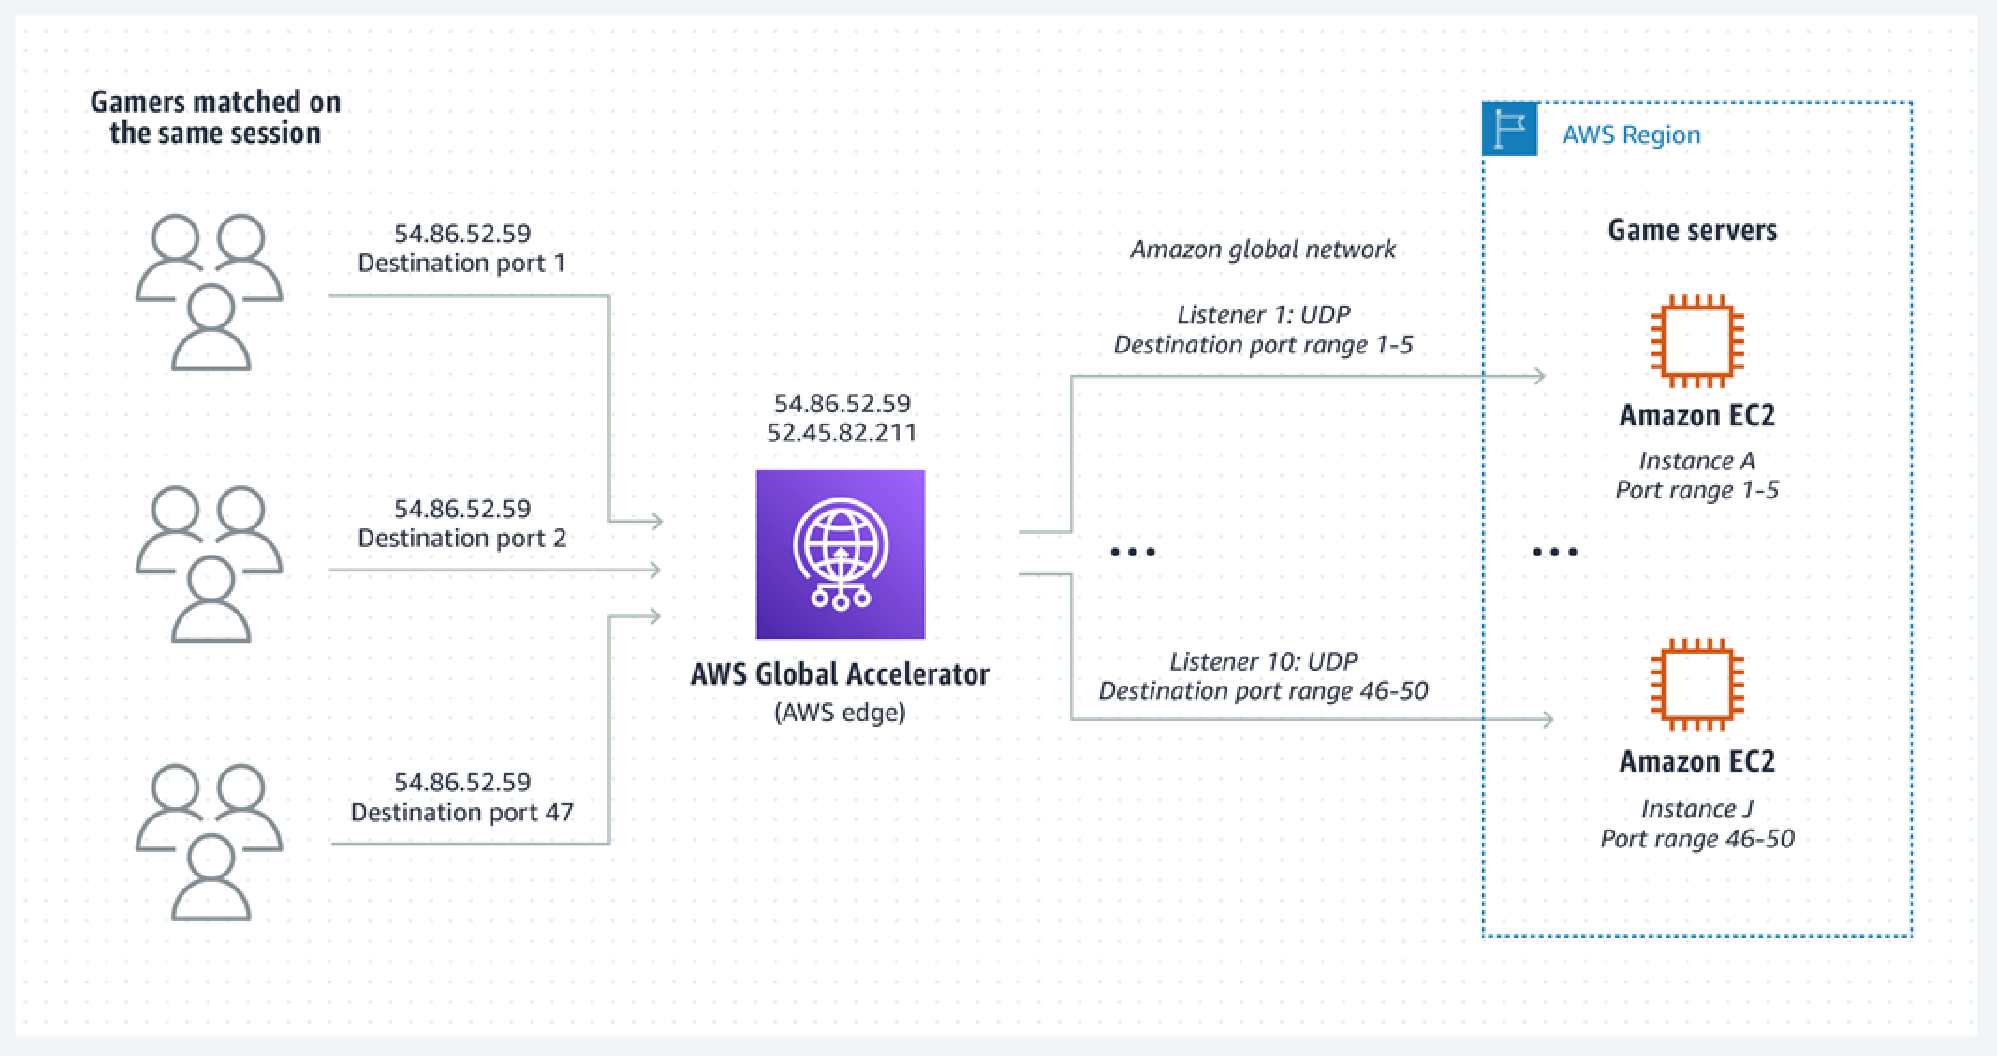 Gamers matched on
the same session
54.86.52.59
Destination port 1
54.86.52.59
Destination port 2
54.86.52.59
Destination port 47
54.86.52.59
52.45.82.211
AWS Global Accelerator
(AWS edge)
Amazon global network
Listener 1: UDP
Destination port range 1-5
...
Listener 10: UDP
Destination port range 46-50
AWS Region
Game servers
Amazon EC2
Instance A
Port range 1-5
...
Amazon EC2
Instance J
Port range 46-50